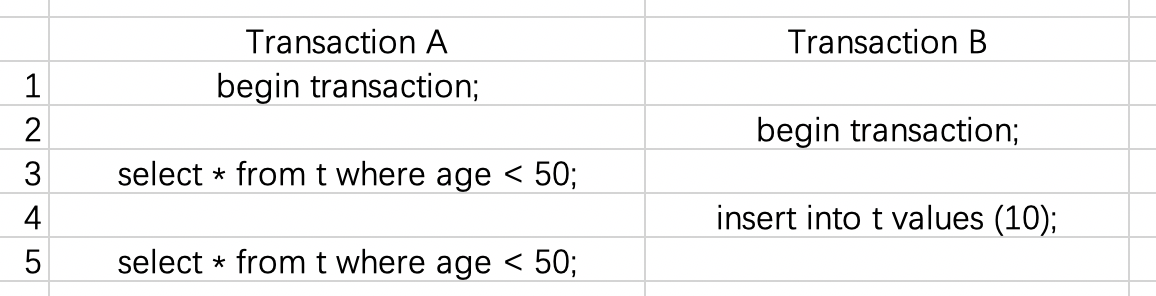 Transaction A Transaction B
1 begin transaction;
2 begin transaction;
3 select * from t where age < 50;
4 insert into t values (10);
5 select * from t where age < 50;